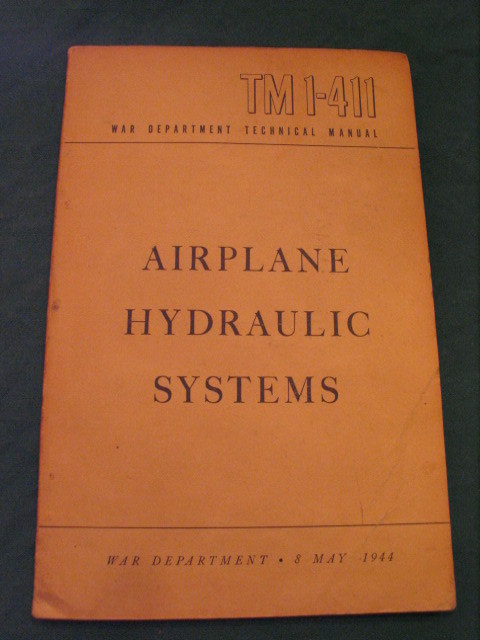 TM 1-411
WAR DEPARTMENT TECHNICAL MANUAL
AIRPLANE
HYDRAULIC
SYSTEMS
WAR DEPARTMENT • 8 MAY 1944